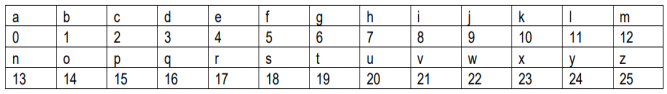 a b c d e f g h i j k l m
0 1 2 3 4 5 6 7 8 9 10 11 12
n o p q r s t u v w x y z
13 14 15 16 17 18 19 20 21 22 23 24 25